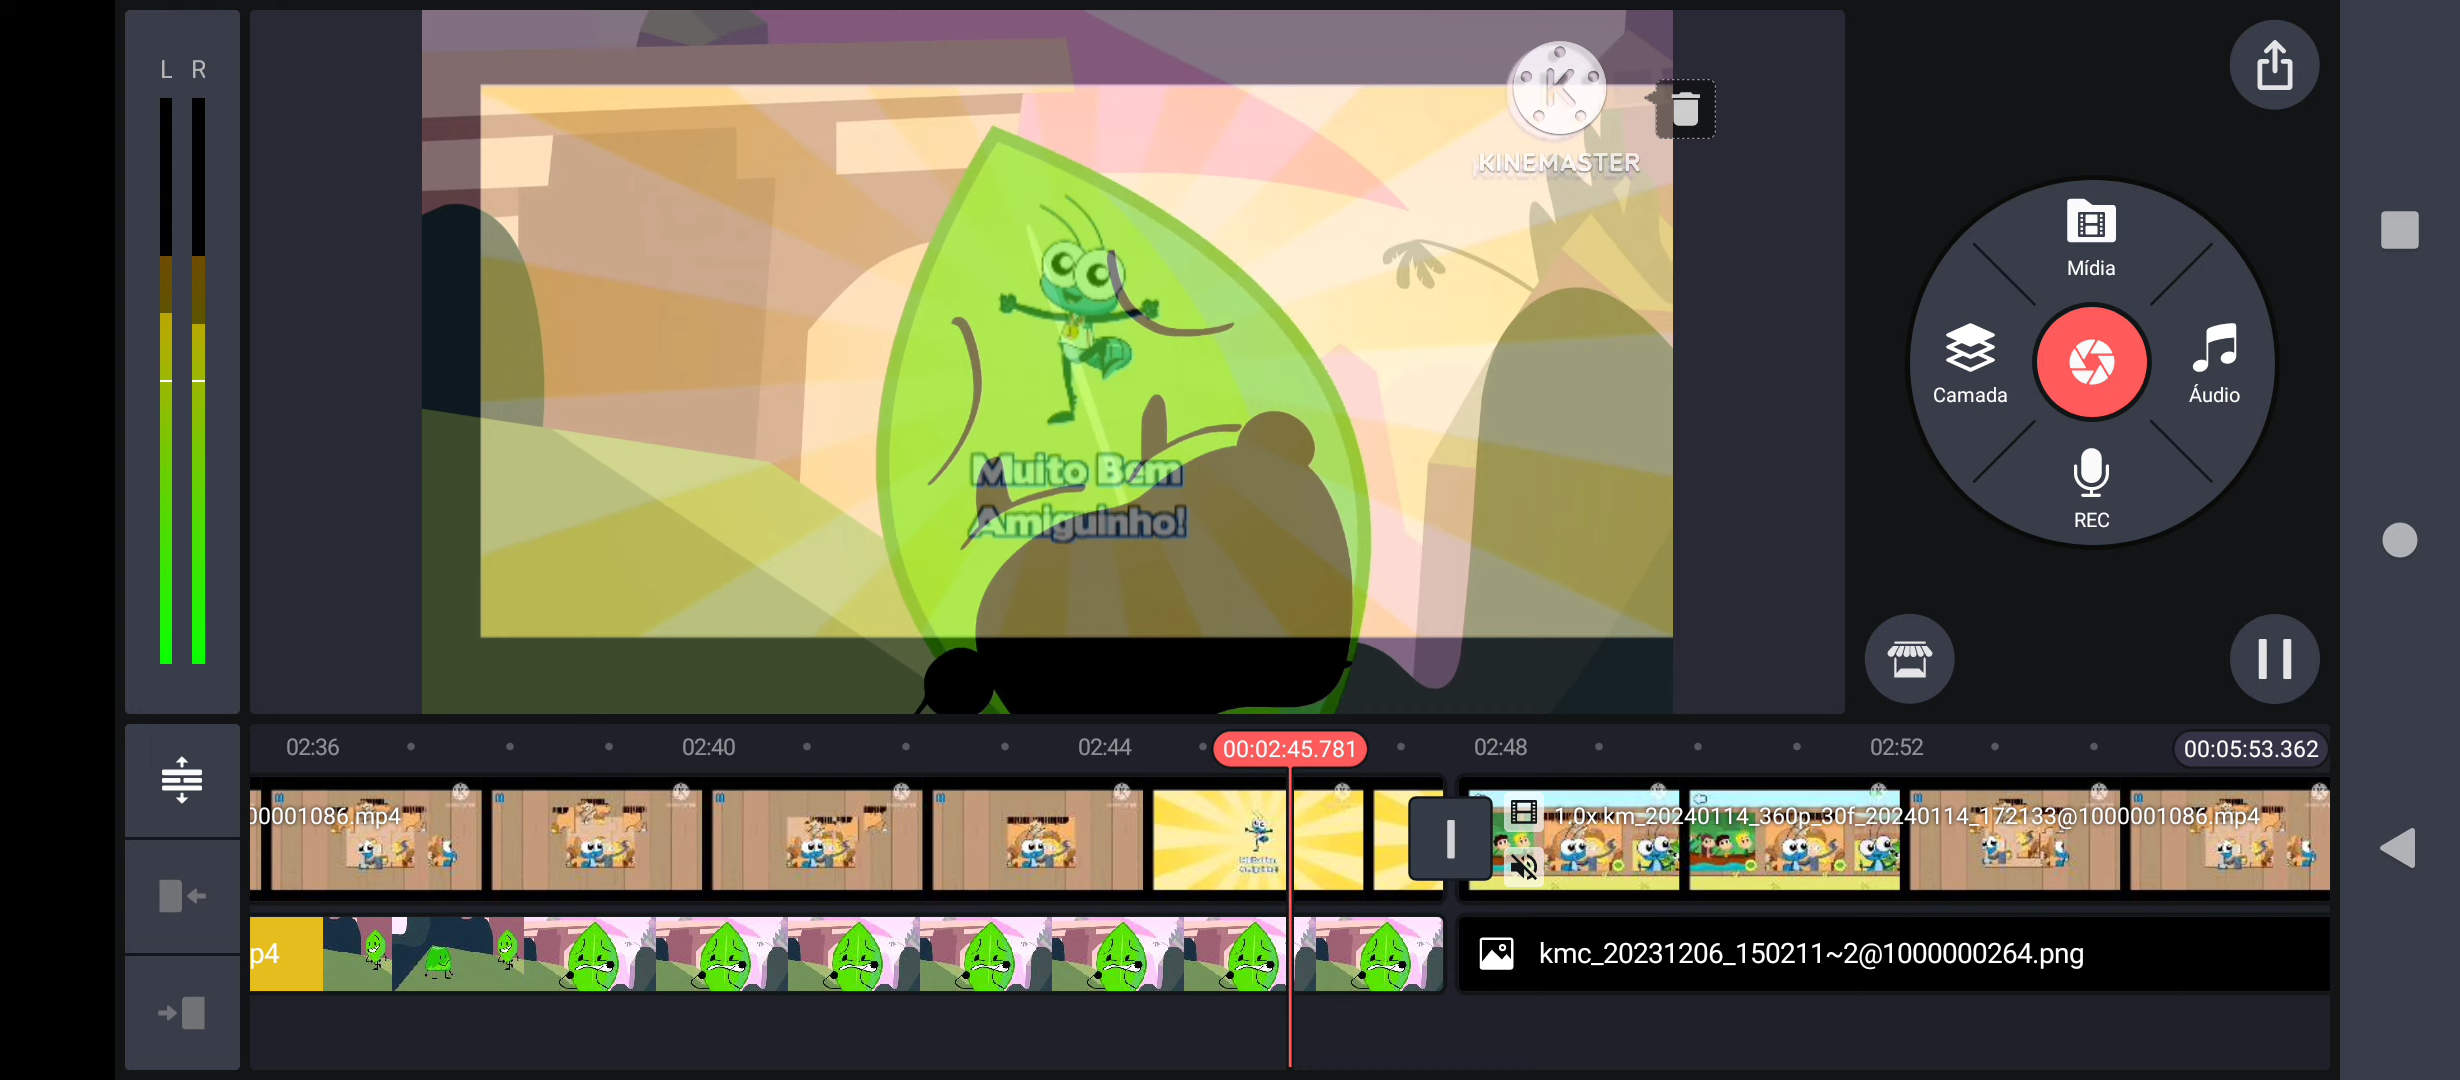 L R
KINEMASTER
Muito Bem
Amiguinho!
Mídia
Camada
Áudio
REC
02:36
02:40
02:44
00:02:45.781
02:48
02:52
00:05:53.362
00001086.mp4
1.0x km_20240114_360p_30f_20240114_172133@1000001086.mp4
p4
kmc_20231206_150211~2@1000000264.png